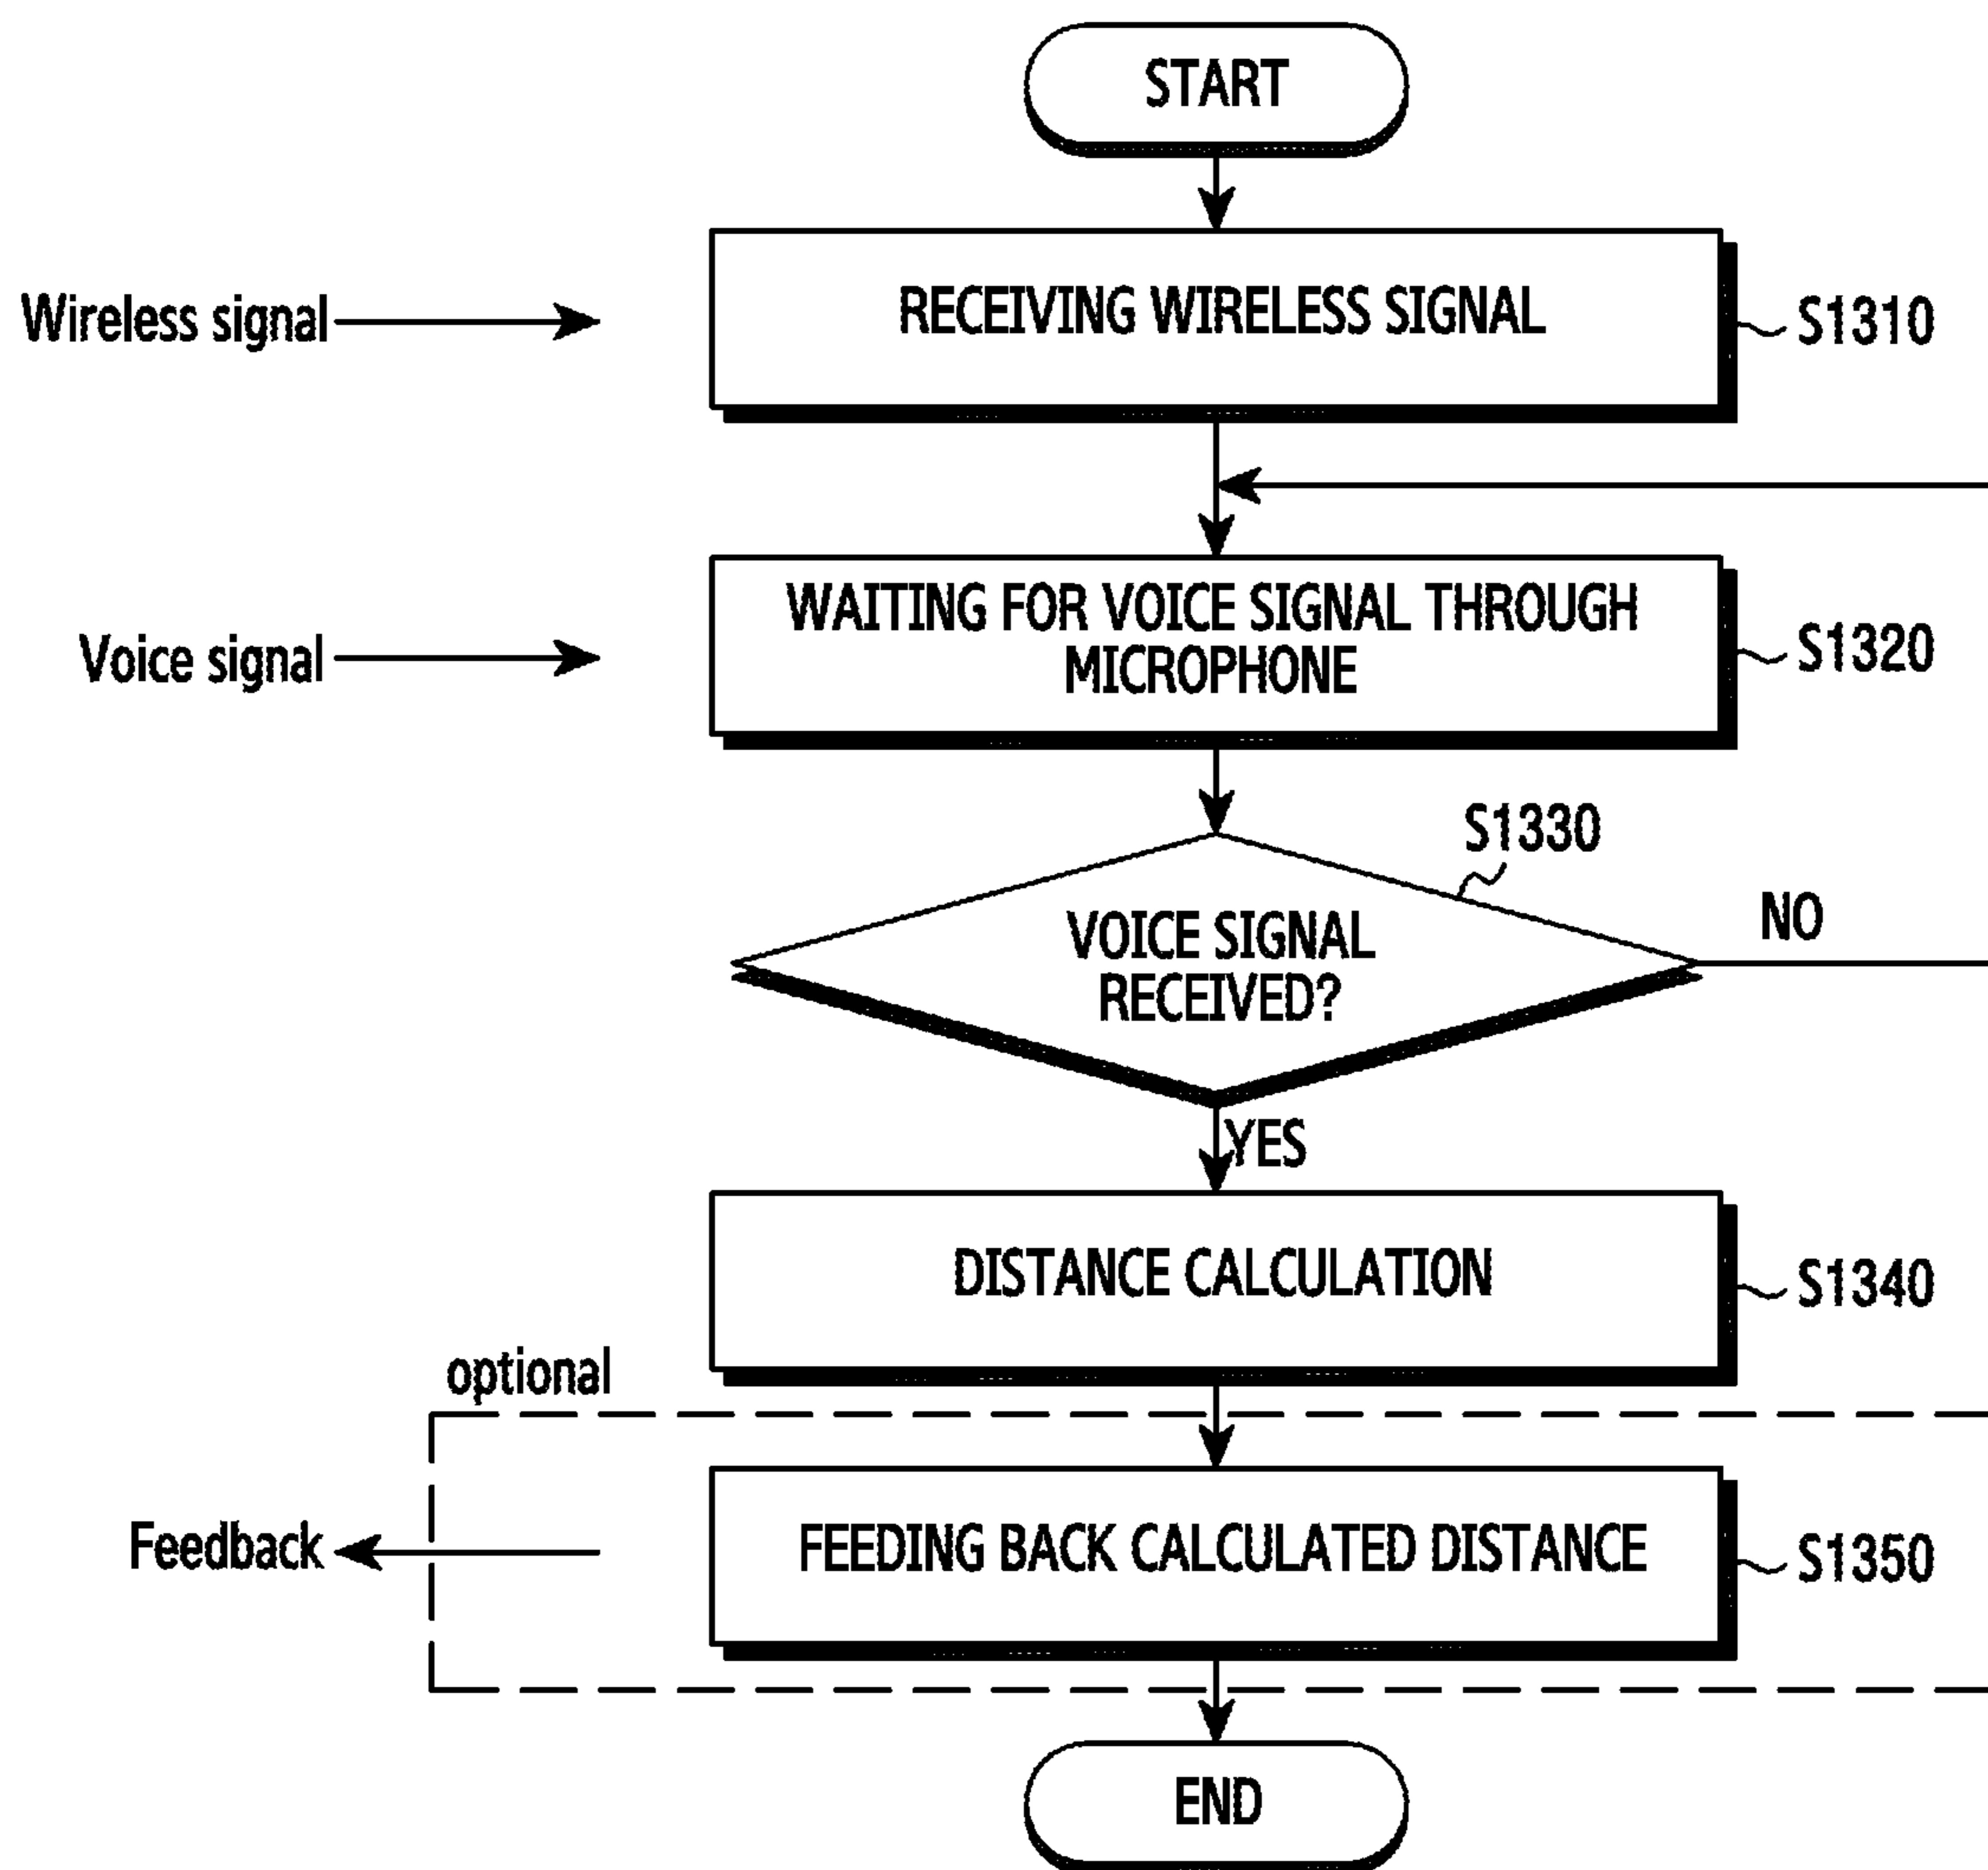 START
Wireless signal
RECEIVING WIRELESS SIGNAL
S1310
Voice signal
WAITING FOR VOICE SIGNAL THROUGH
MICROPHONE
S1320
S1330
VOICE SIGNAL
RECEIVED?
NO
YES
DISTANCE CALCULATION
S1340
optional
Feedback
FEEDING BACK CALCULATED DISTANCE
S1350
END